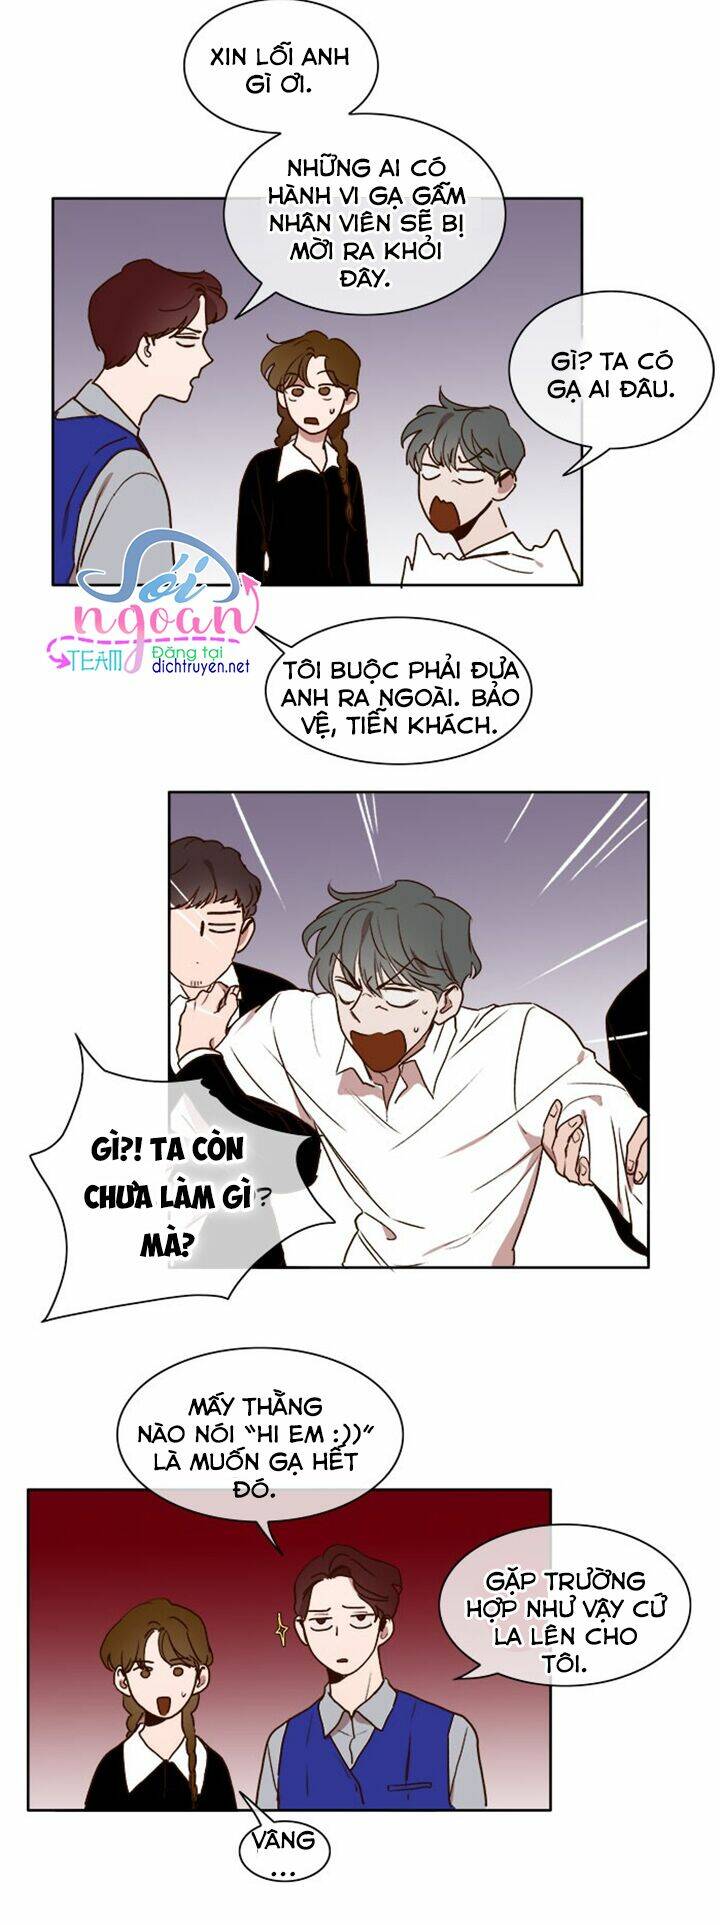 XIN LỖI ANH
GÌ ƠI.
NHỮNG AI CÓ
HÀNH VI GẠ GẪM
NHÂN VIÊN SẼ BỊ
MỜI RA KHỎI
ĐÂY.
GÌ? TA CÓ
GẠ AI ĐÂU.
Sói
ngoan
TEAM
Đăng tại
dichtruyen.net
TÔI BUỘC PHẢI ĐƯA
ANH RA NGOÀI. BẢO
VỆ, TIỄN KHÁCH.
GÌ?! TA CÒN
CHƯA LÀM GÌ?
MÀ?
MẤY THẰNG
NÀO NÓI "HI EM :))"
LÀ MUỐN GẠ HẾT
ĐÓ.
GẶP TRƯỜNG
HỢP NHƯ VẬY CỨ
LA LÊN CHO
TÔI.
VÂNG
...